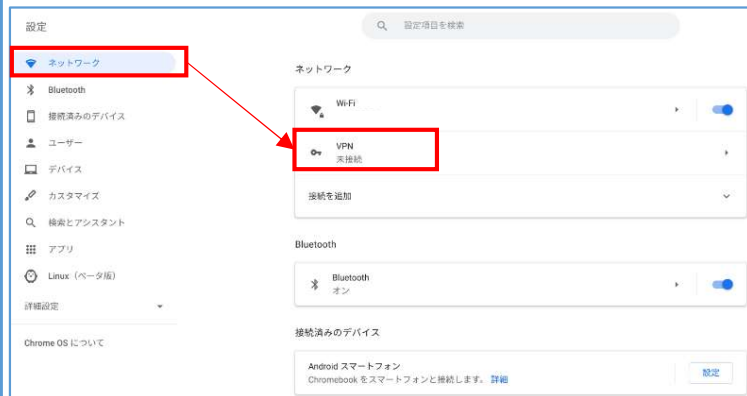 設定
設定項目を検索
ネットワーク
Bluetooth
接続済みのデバイス
ユーザー
デバイス
カスタマイズ
検索とアシスタント
アプリ
Linux（ベータ版）
詳細設定
Chrome OS について
ネットワーク
Wi-Fi
VPN
未接続
接続を追加
Bluetooth
Bluetooth
オン
接続済みのデバイス
Android スマートフォン
Chromebook をスマートフォンと接続します。 詳細
設定